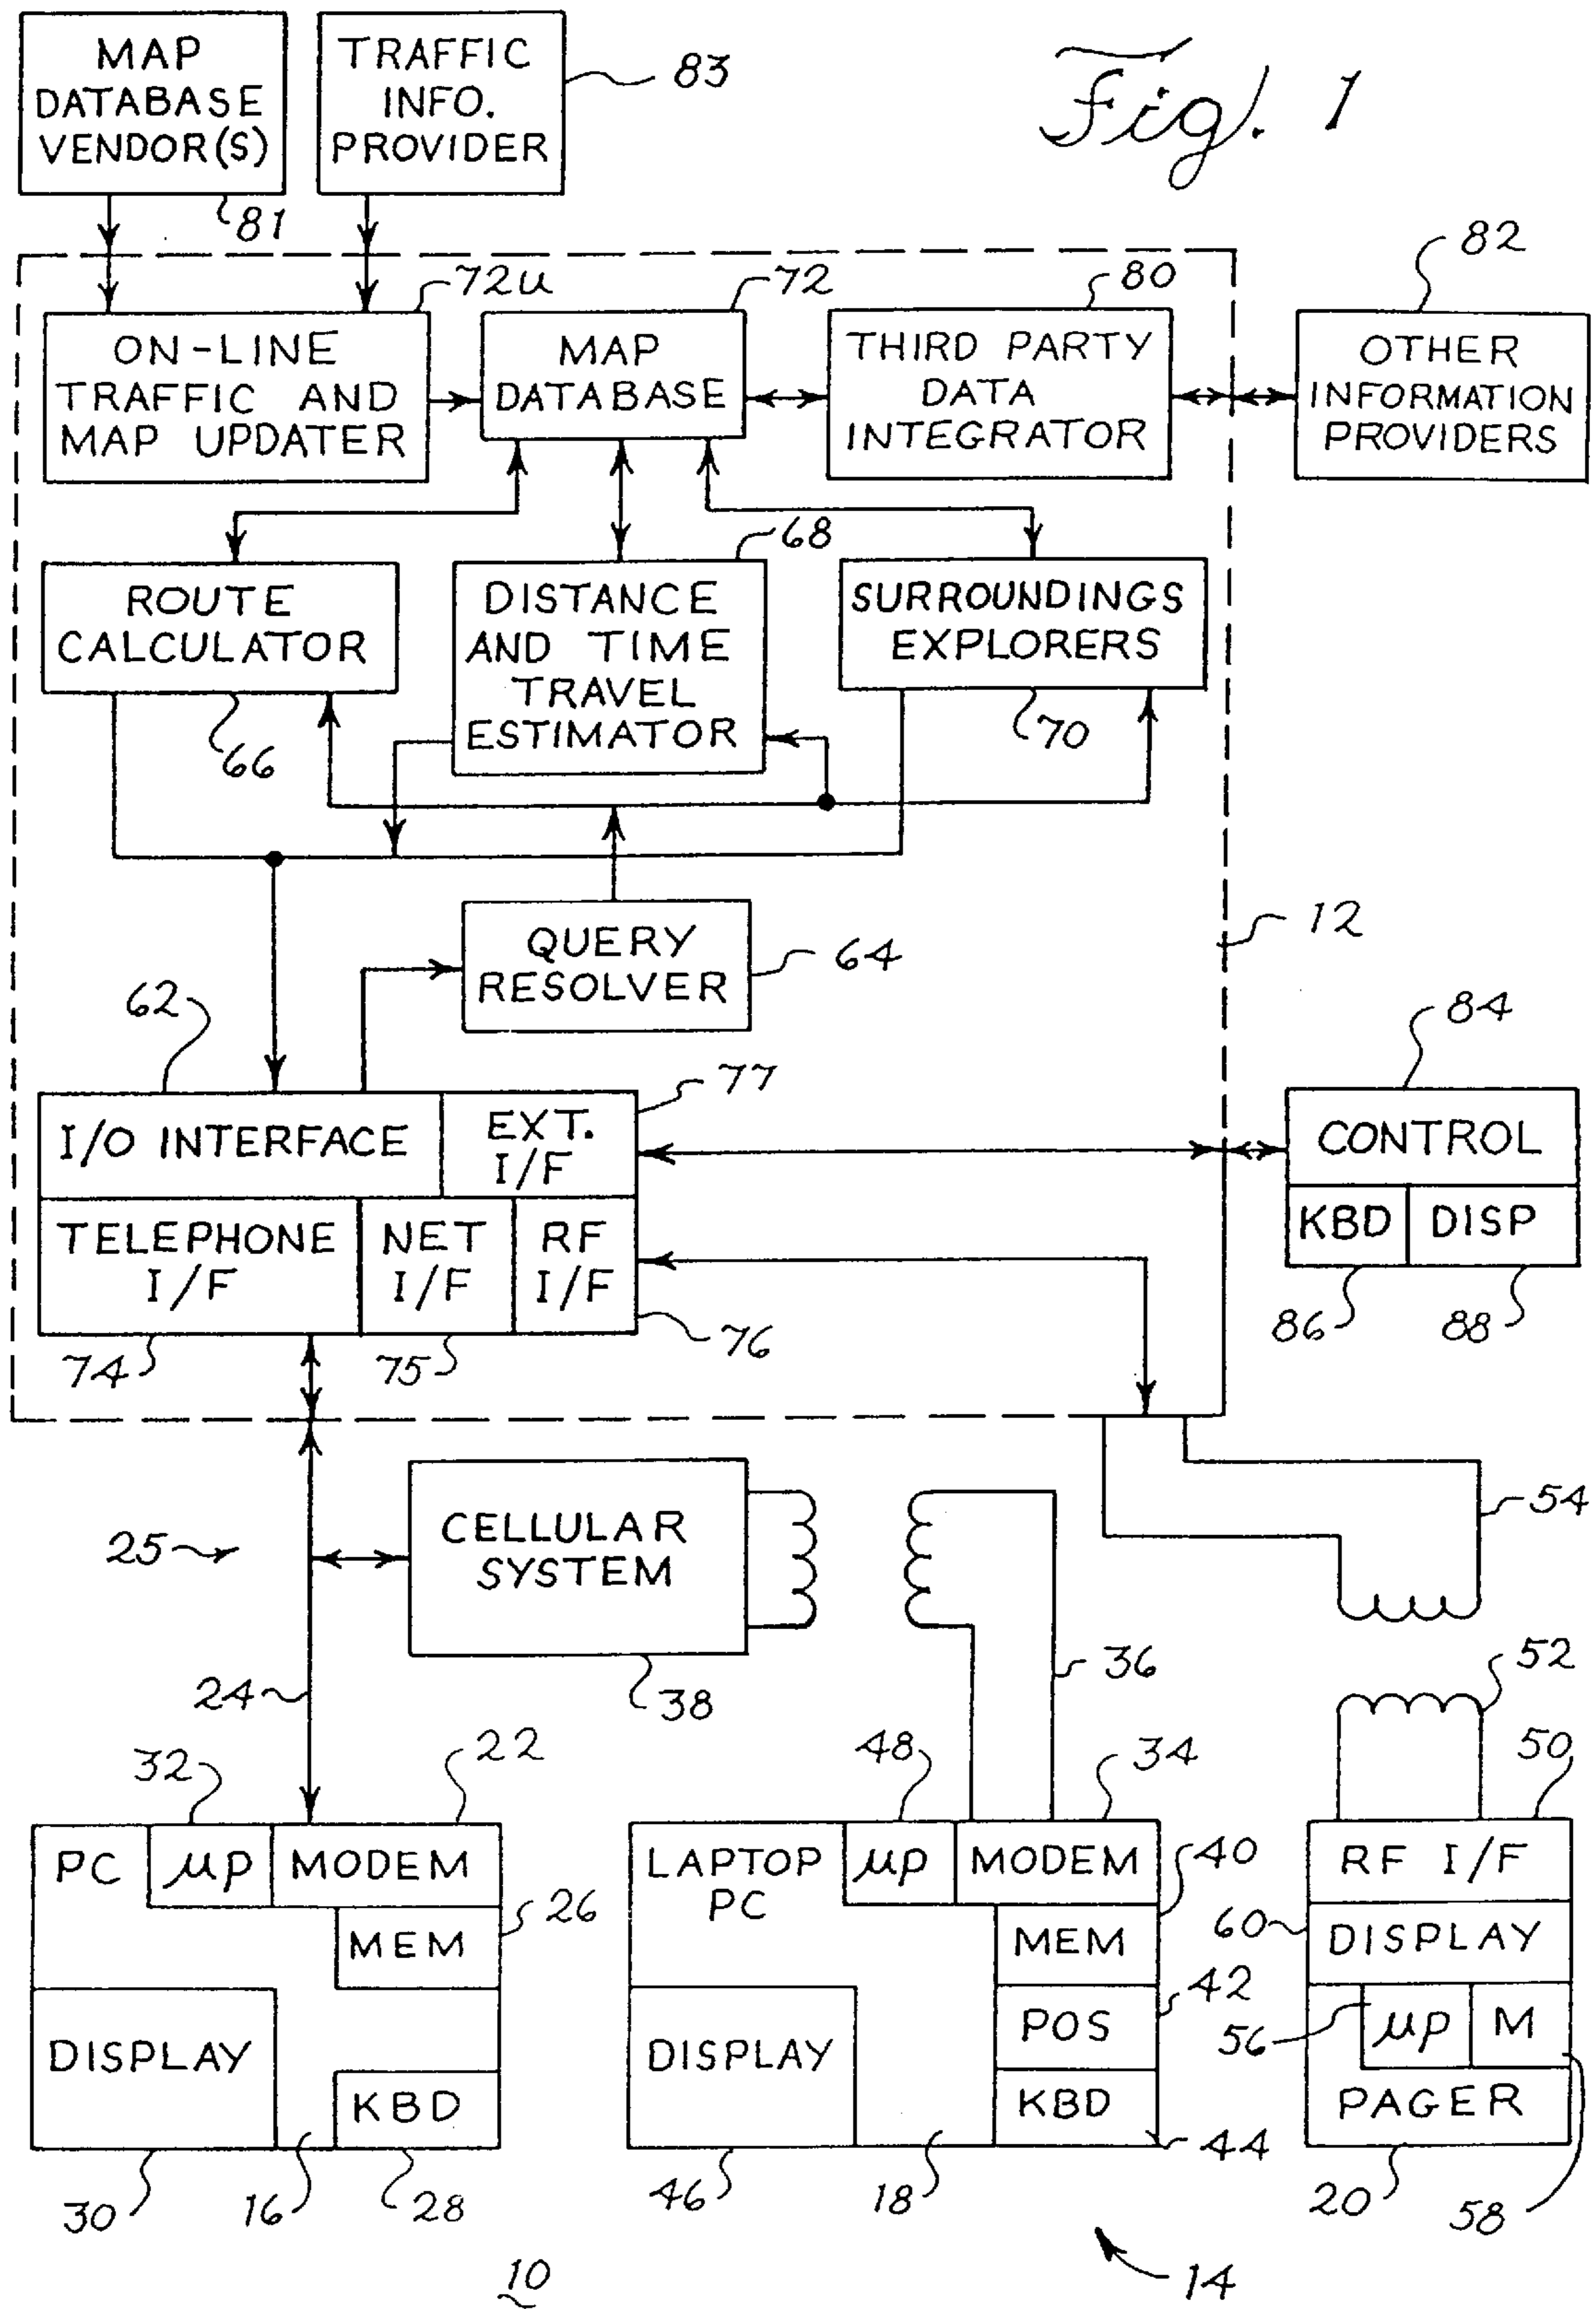 Fig. 1
MAP
DATABASE
VENDOR(S)
81
TRAFFIC
INFO.
PROVIDER
83
72u
ON-LINE
TRAFFIC AND
MAP UPDATER
72
MAP
DATABASE
80
THIRD PARTY
DATA
INTEGRATOR
82
OTHER
INFORMATION
PROVIDERS
ROUTE
CALCULATOR
66
68
DISTANCE
AND TIME
TRAVEL
ESTIMATOR
SURROUNDINGS
EXPLORERS
70
12
QUERY
RESOLVER
64
62
I/O INTERFACE
77
EXT.
I/F
TELEPHONE
I/F
NET
I/F
RF
I/F
74
75
76
84
CONTROL
KBD
DISP
86
88
25
CELLULAR
SYSTEM
38
24
36
54
52
32
22
PC
μp
MODEM
26
MEM
DISPLAY
KBD
30
16
28
48
34
LAPTOP
PC
μp
MODEM
40
MEM
42
POS
DISPLAY
KBD
44
46
18
50
RF I/F
60
DISPLAY
56
μp
M
PAGER
20
58
10
14